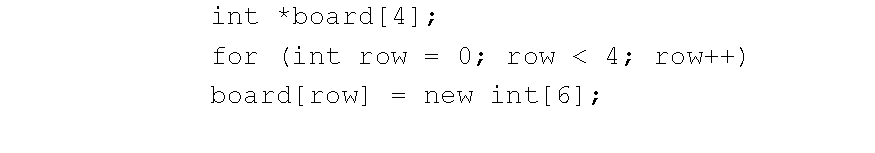 int *board[4];
for (int row = 0; row < 4; row++)
board[row] = new int[6];